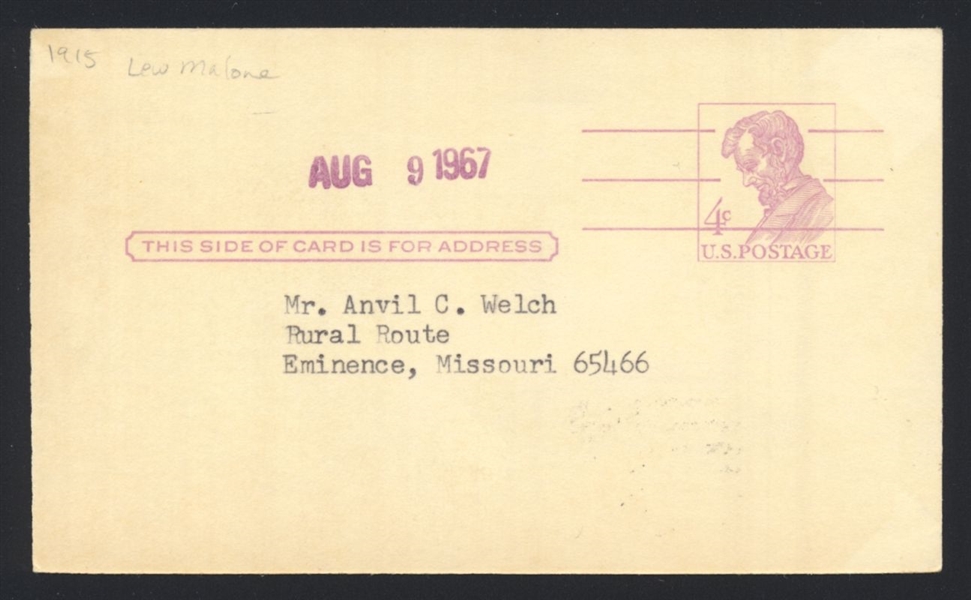 1915 Lew Malone
AUG 9 1967
4c
U.S. POSTAGE
THIS SIDE OF CARD IS FOR ADDRESS
Mr. Anvil C. Welch
Rural Route
Eminence, Missouri 65466